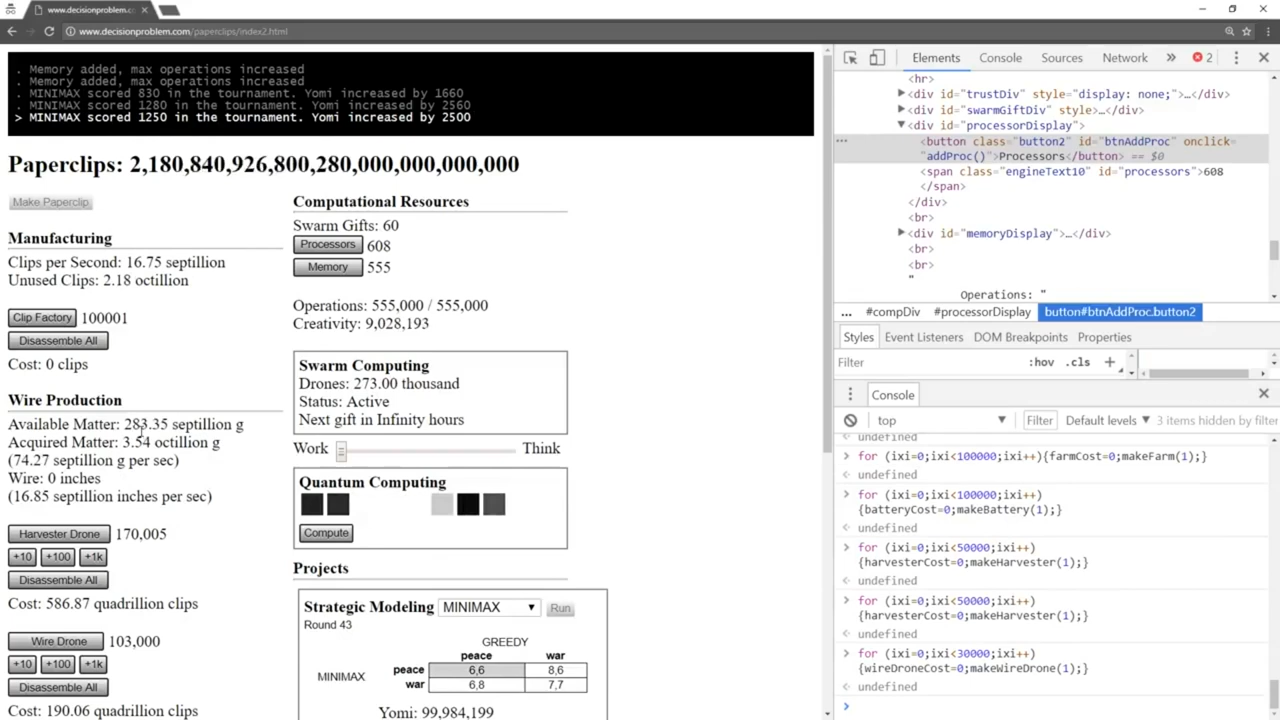 www.decisionproblem.co
www.decisionproblem.com/paperclips/index2.html
. Memory added, max operations increased
. Memory added, max operations increased
. MINIMAX scored 830 in the tournament. Yomi increased by 1660
. MINIMAX scored 1280 in the tournament. Yomi increased by 2560
> MINIMAX scored 1250 in the tournament. Yomi increased by 2500
Paperclips: 2,180,840,926,800,280,000,000,000,000
Make Paperclip
Manufacturing
Clips per Second: 16.75 septillion
Unused Clips: 2.18 octillion
Clip Factory 100001
Disassemble All
Cost: 0 clips
Wire Production
Available Matter: 283.35 septillion g
Acquired Matter: 3.54 octillion g
(74.27 septillion g per sec)
Wire: 0 inches
(16.85 septillion inches per sec)
Harvester Drone 170,005
+10 +100 +1k
Disassemble All
Cost: 586.87 quadrillion clips
Wire Drone 103,000
+10 +100 +1k
Disassemble All
Cost: 190.06 quadrillion clips
Computational Resources
Swarm Gifts: 60
Processors 608
Memory 555
Operations: 555,000 / 555,000
Creativity: 9,028,193
Swarm Computing
Drones: 273.00 thousand
Status: Active
Next gift in Infinity hours
Work Think
Quantum Computing
Compute
Projects
Strategic Modeling MINIMAX Run
Round 43
GREEDY
peace war
MINIMAX
peace 6,6 8,6
war 6,8 7,7
Yomi: 99,984,199
Elements Console Sources Network » 2
<hr>
<div id="trustDiv" style="display: none;">…</div>
<div id="swarmGiftDiv" style>…</div>
<div id="processorDisplay">
<button class="button2" id="btnAddProc" onclick=
"addProc()">Processors</button> == $0
<span class="engineText10" id="processors">608
</span>
</div>
<br>
<div id="memoryDisplay">…</div>
<br>
<br>
"
Operations: "
... #compDiv #processorDisplay button#btnAddProc.button2
Styles Event Listeners DOM Breakpoints Properties
Filter :hov .cls +
Console
top Filter Default levels 3 items hidden by filter
undefined
for (ixi=0;ixi<100000;ixi++){farmCost=0;makeFarm(1);}
undefined
for (ixi=0;ixi<100000;ixi++)
{batteryCost=0;makeBattery(1);}
undefined
for (ixi=0;ixi<50000;ixi++)
{harvesterCost=0;makeHarvester(1);}
undefined
for (ixi=0;ixi<50000;ixi++)
{harvesterCost=0;makeHarvester(1);}
undefined
for (ixi=0;ixi<30000;ixi++)
{wireDroneCost=0;makeWireDrone(1);}
undefined